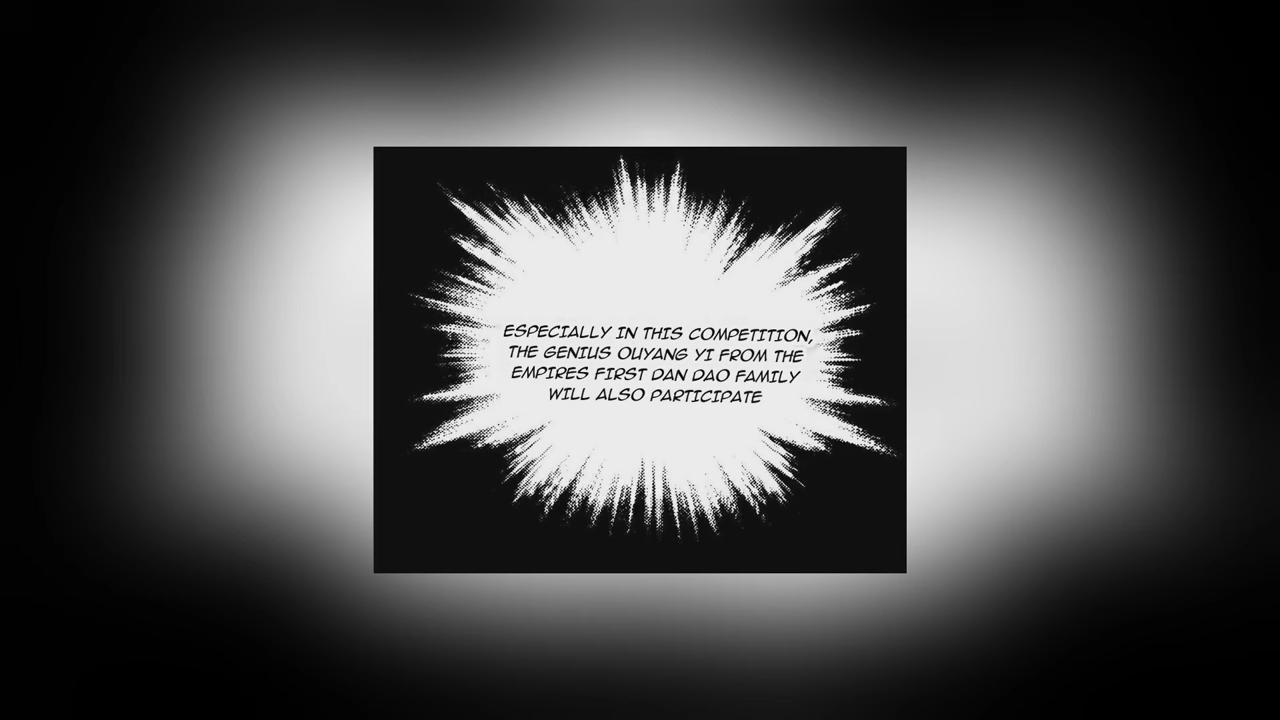 ESPECIALLY IN THIS COMPETITION,
THE GENIUS OUYANG YI FROM THE
EMPIRES FIRST DAN DAO FAMILY
WILL ALSO PARTICIPATE